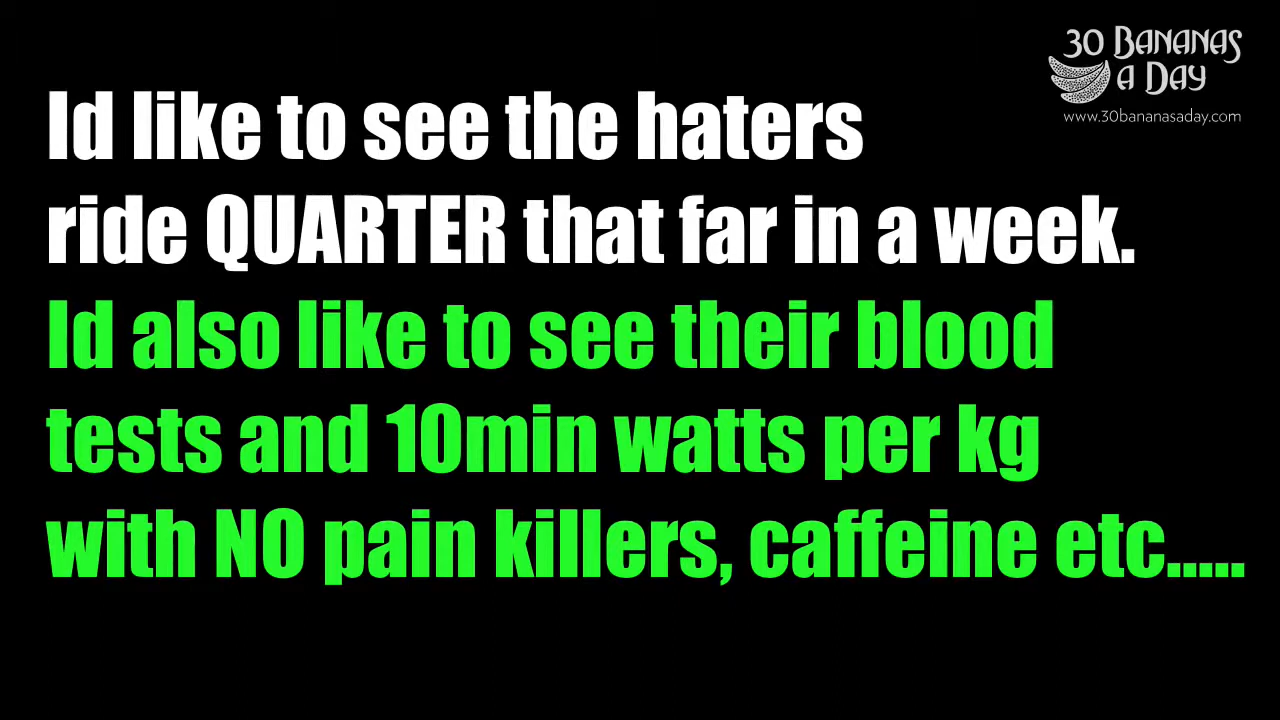 30 BANANAS
A DAY
www.30bananasaday.com
Id like to see the haters
ride QUARTER that far in a week.
Id also like to see their blood
tests and 10min watts per kg
with NO pain killers, caffeine etc.....